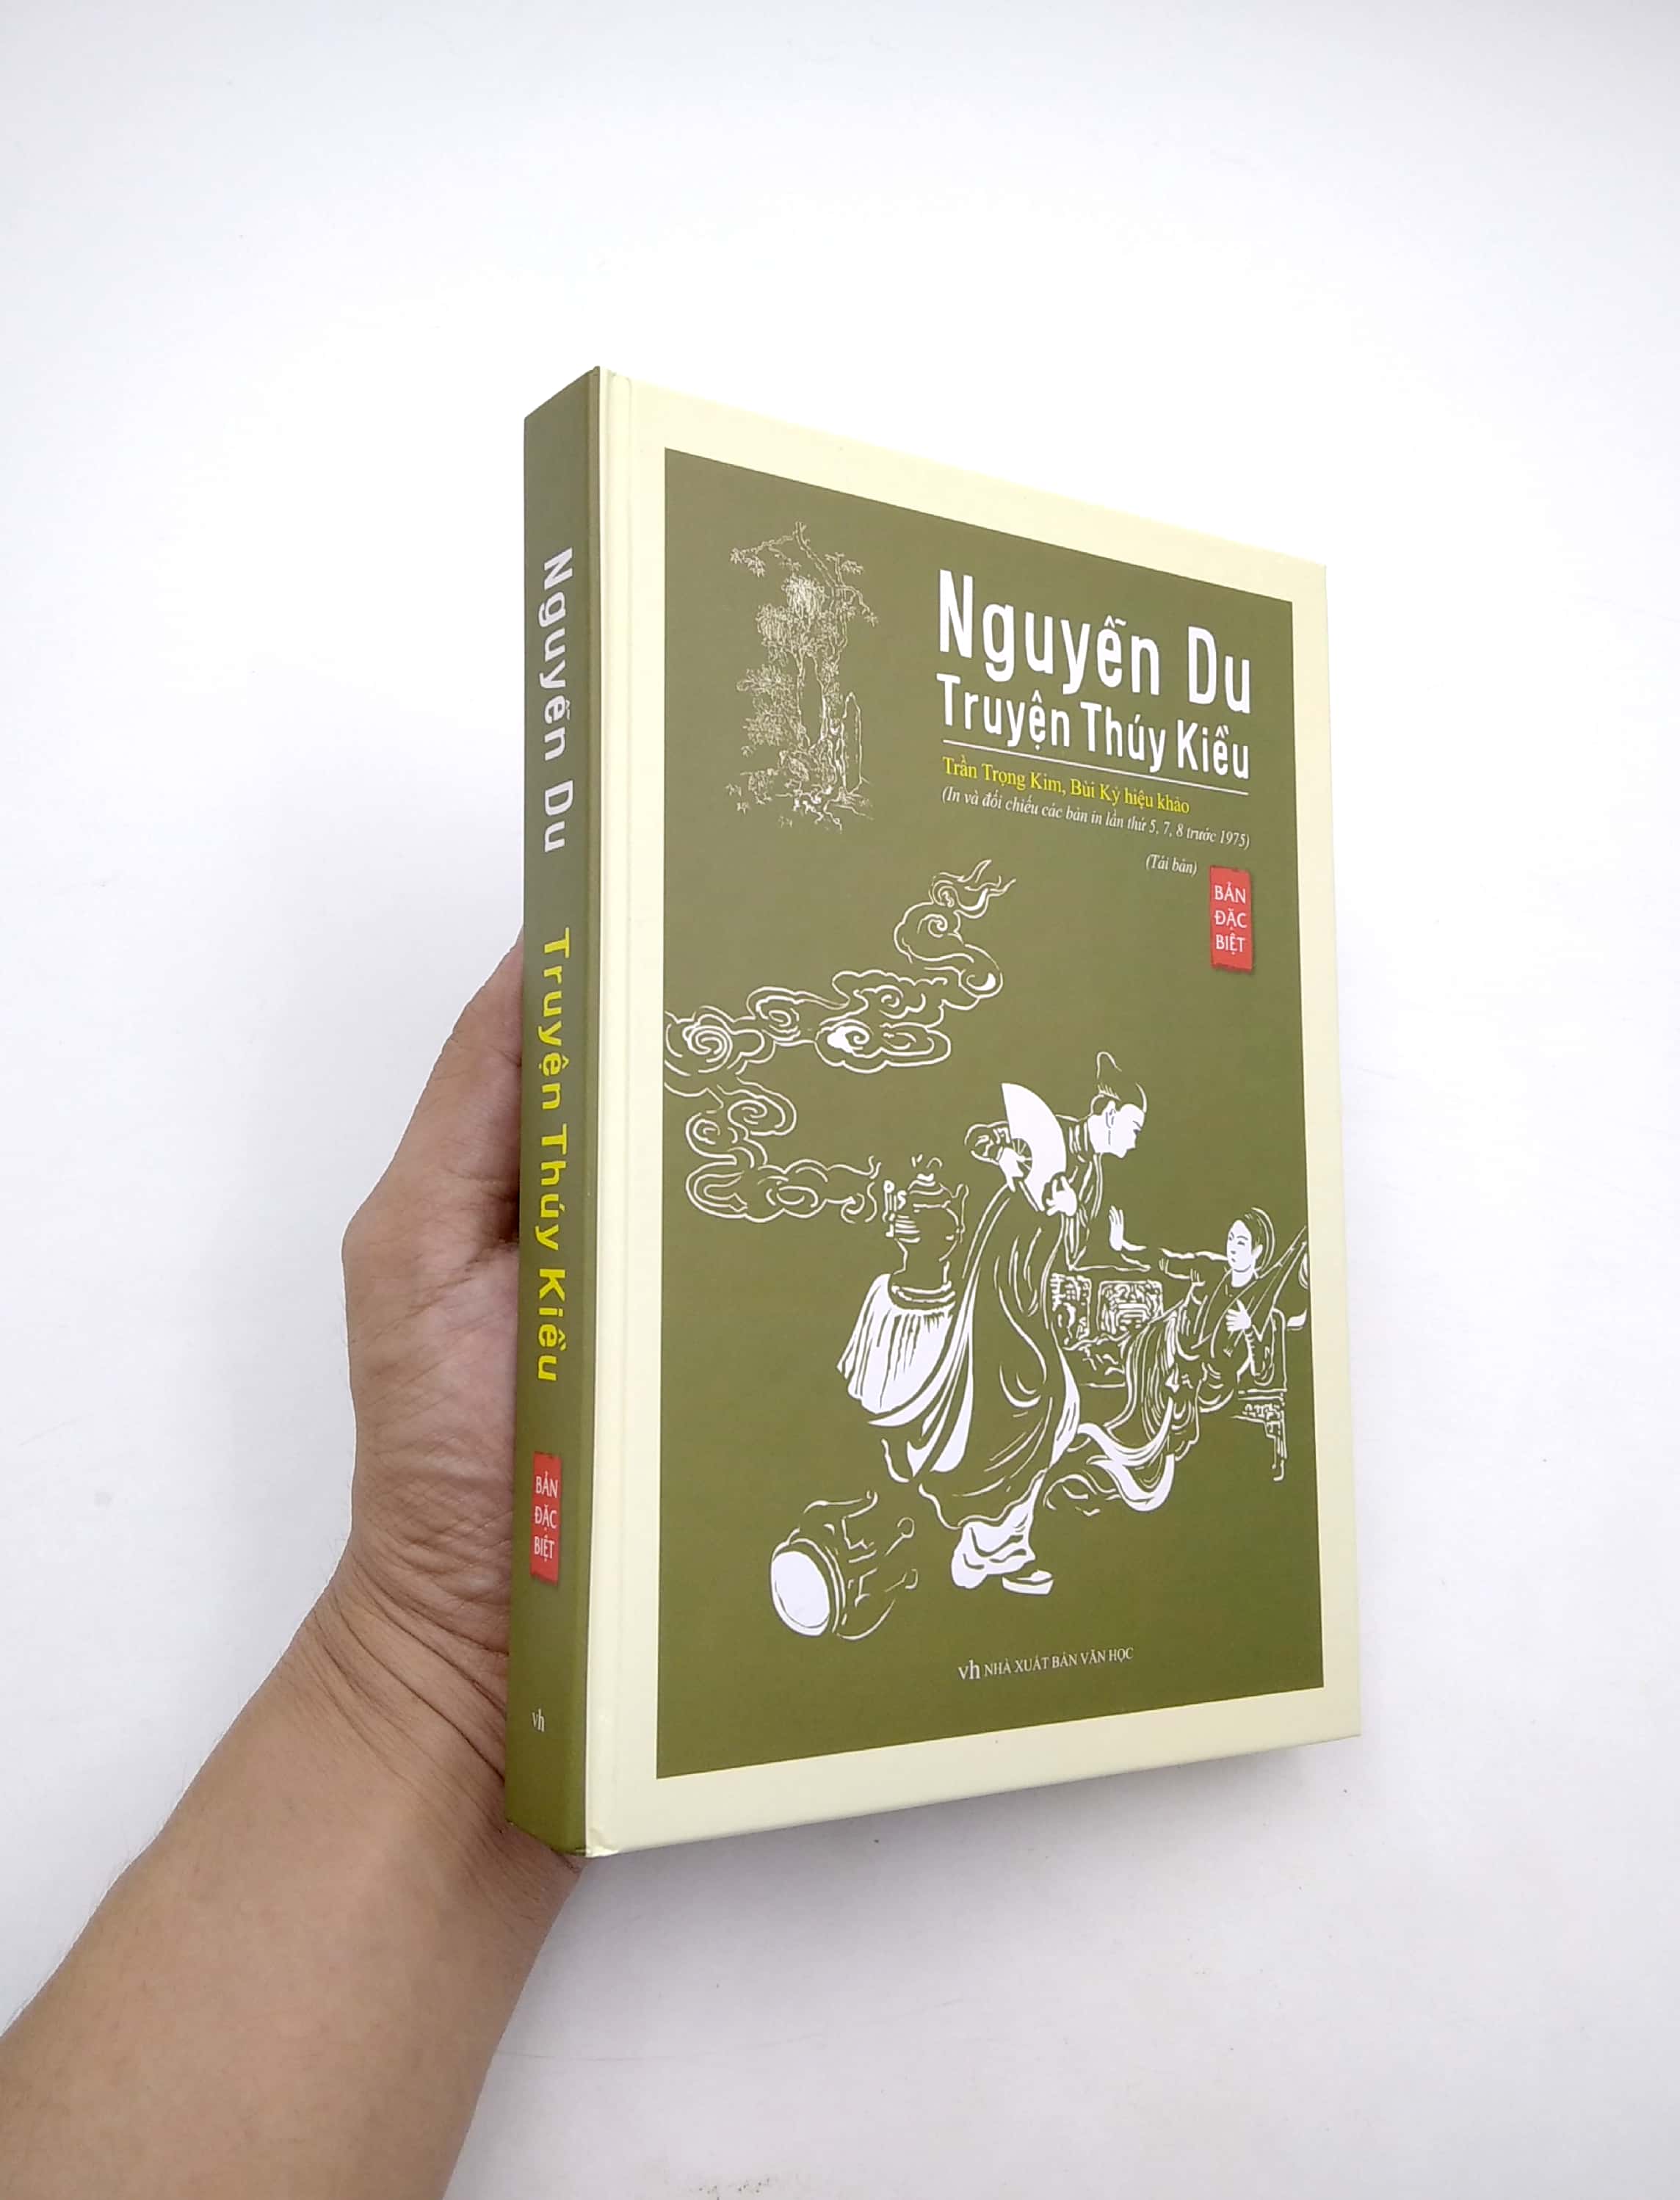 Nguyễn Du Truyện Thúy Kiều
BẢN
ĐẶC
BIỆT
vh
Nguyễn Du
Truyện Thúy Kiều
Trần Trọng Kim, Bùi Kỷ hiệu khảo
(In và đối chiếu các bản in lần thứ 5, 7, 8 trước 1975)
(Tái bản)
BẢN
ĐẶC
BIỆT
vh NHÀ XUẤT BẢN VĂN HỌC